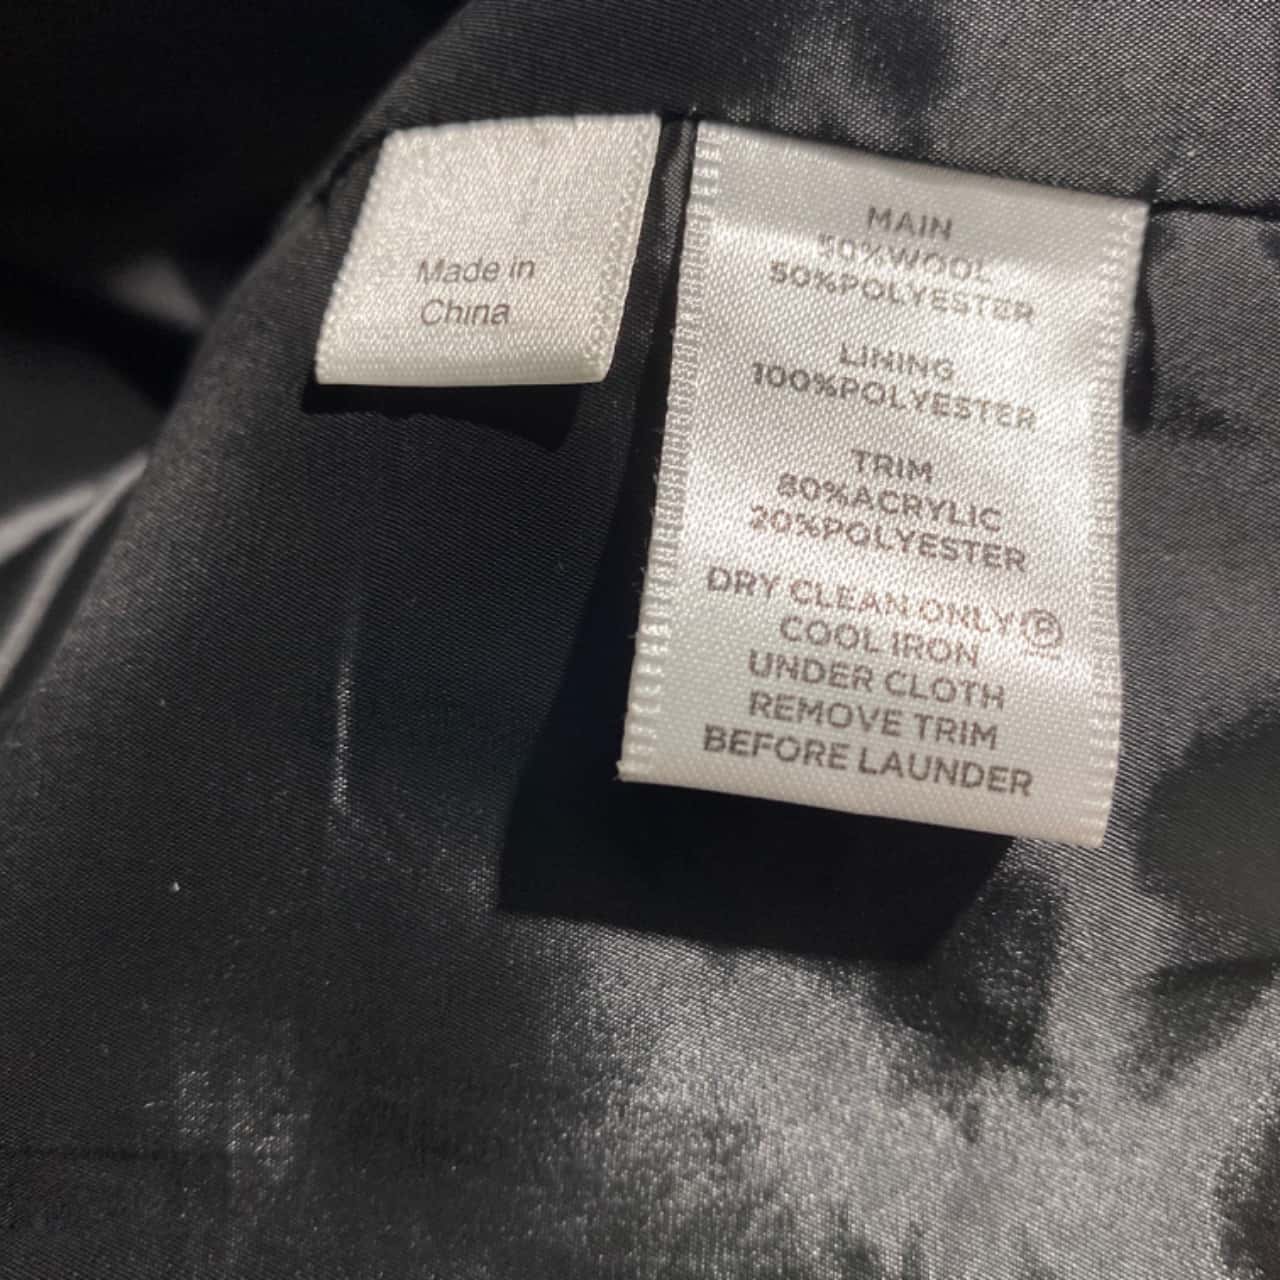 Made in
China
MAIN
50%WOOL
50%POLYESTER
LINING
100%POLYESTER
TRIM
80%ACRYLIC
20%POLYESTER
DRY CLEAN ONLY Ⓟ
COOL IRON
UNDER CLOTH
REMOVE TRIM
BEFORE LAUNDER